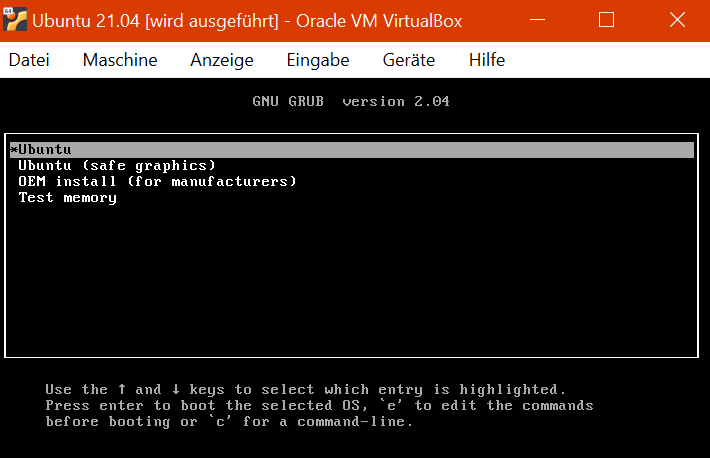 64
Ubuntu 21.04 [wird ausgeführt] - Oracle VM VirtualBox
Datei Maschine Anzeige Eingabe Geräte Hilfe
GNU GRUB version 2.04
*Ubuntu
Ubuntu (safe graphics)
OEM install (for manufacturers)
Test memory
Use the ↑ and ↓ keys to select which entry is highlighted.
Press enter to boot the selected OS, `e' to edit the commands
before booting or `c' for a command-line.